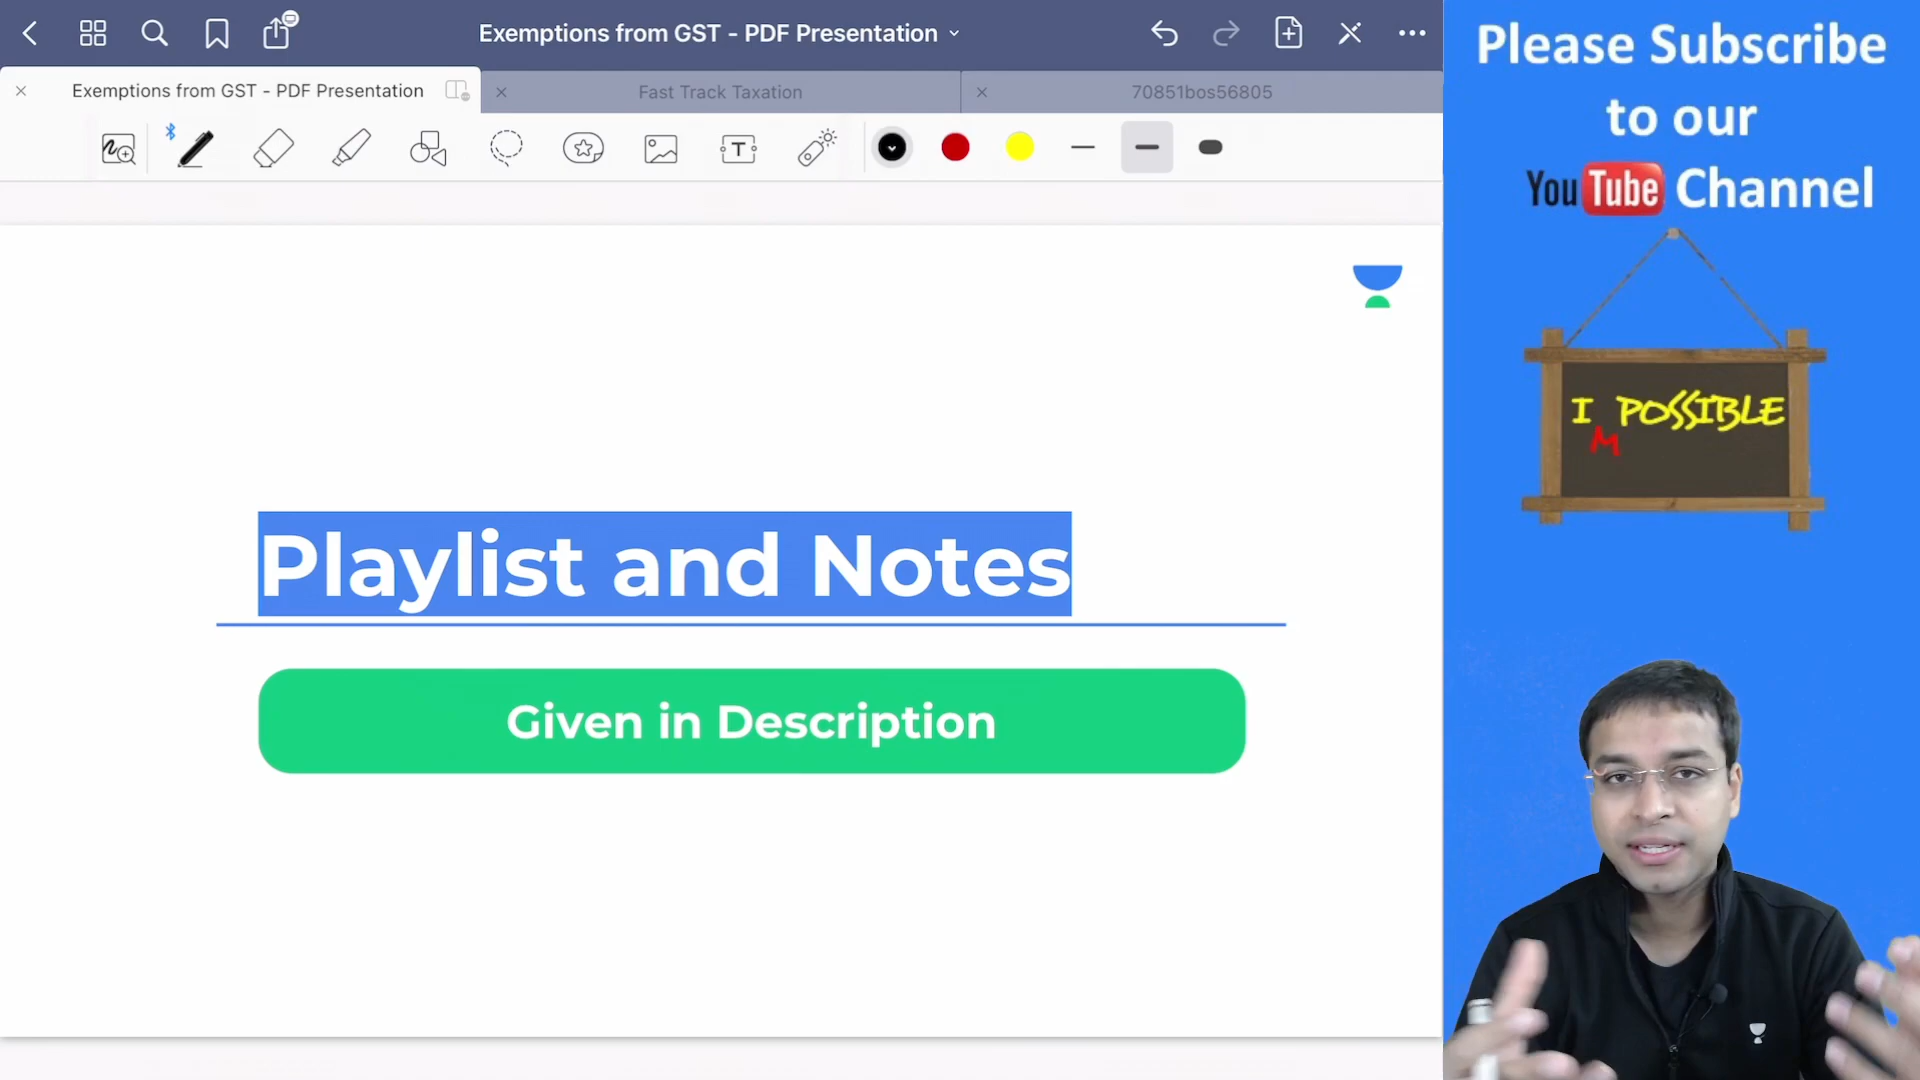 Exemptions from GST - PDF Presentation
Exemptions from GST - PDF Presentation
Fast Track Taxation
70851bos56805
T
Playlist and Notes
Given in Description
Please Subscribe
to our
YouTube Channel
I POSSIBLE
M